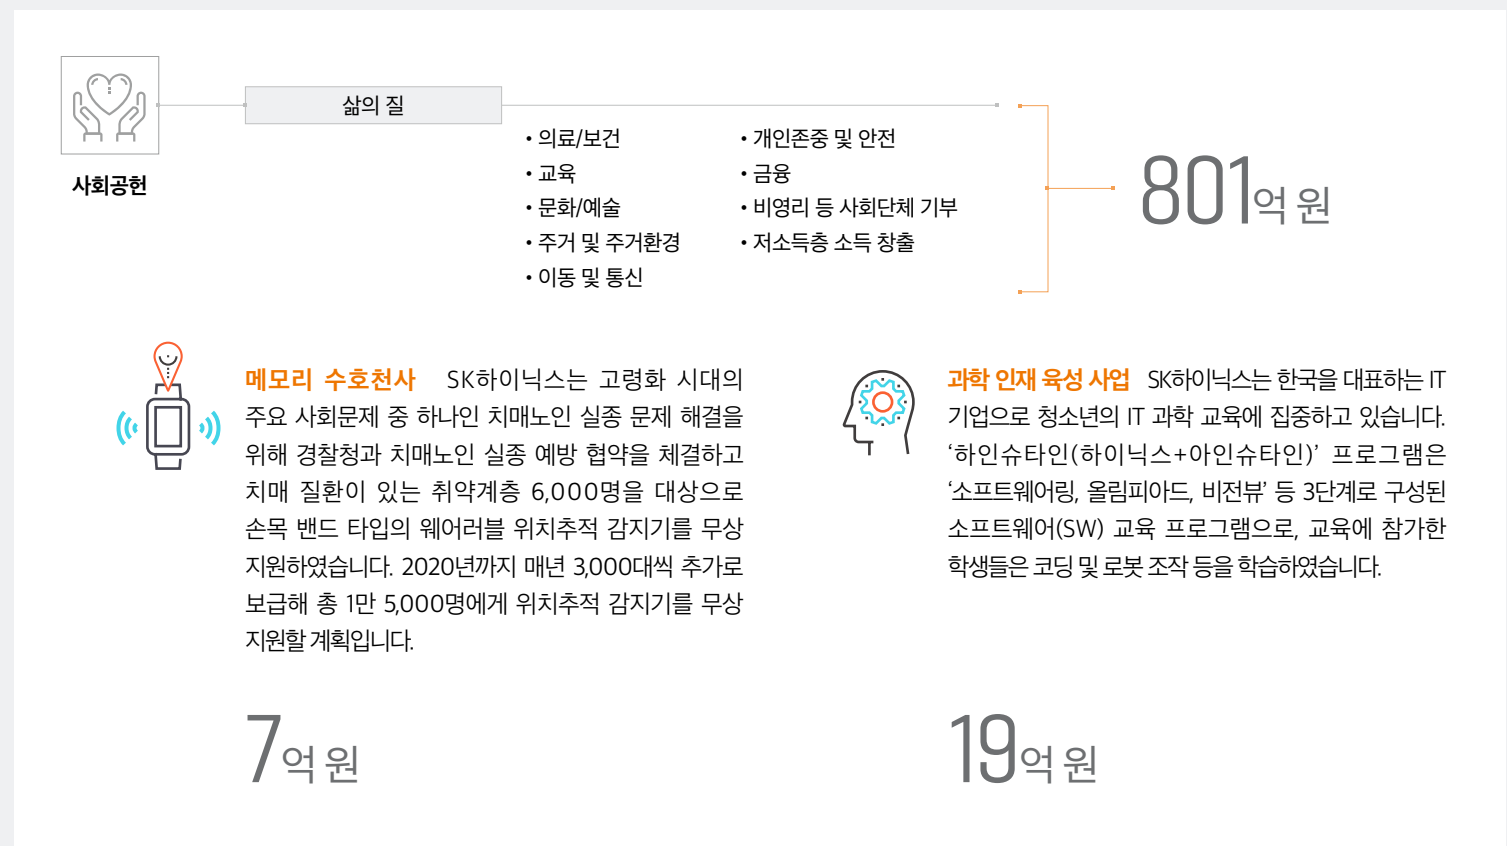 삶의 질
사회공헌
• 의료/보건
• 교육
• 문화/예술
• 주거 및 주거환경
• 이동 및 통신
• 개인존중 및 안전
• 금융
• 비영리 등 사회단체 기부
• 저소득층 소득 창출
801억 원
메모리 수호천사 SK하이닉스는 고령화 시대의
주요 사회문제 중 하나인 치매노인 실종 문제 해결을
위해 경찰청과 치매노인 실종 예방 협약을 체결하고
치매 질환이 있는 취약계층 6,000명을 대상으로
손목 밴드 타입의 웨어러블 위치추적 감지기를 무상
지원하였습니다. 2020년까지 매년 3,000대씩 추가로
보급해 총 1만 5,000명에게 위치추적 감지기를 무상
지원할 계획입니다.
7억 원
과학 인재 육성 사업 SK하이닉스는 한국을 대표하는 IT
기업으로 청소년의 IT 과학 교육에 집중하고 있습니다.
‘하인슈타인(하이닉스+아인슈타인)’ 프로그램은
‘소프트웨어링, 올림피아드, 비전뷰’ 등 3단계로 구성된
소프트웨어(SW) 교육 프로그램으로, 교육에 참가한
학생들은 코딩 및 로봇 조작 등을 학습하였습니다.
19억 원